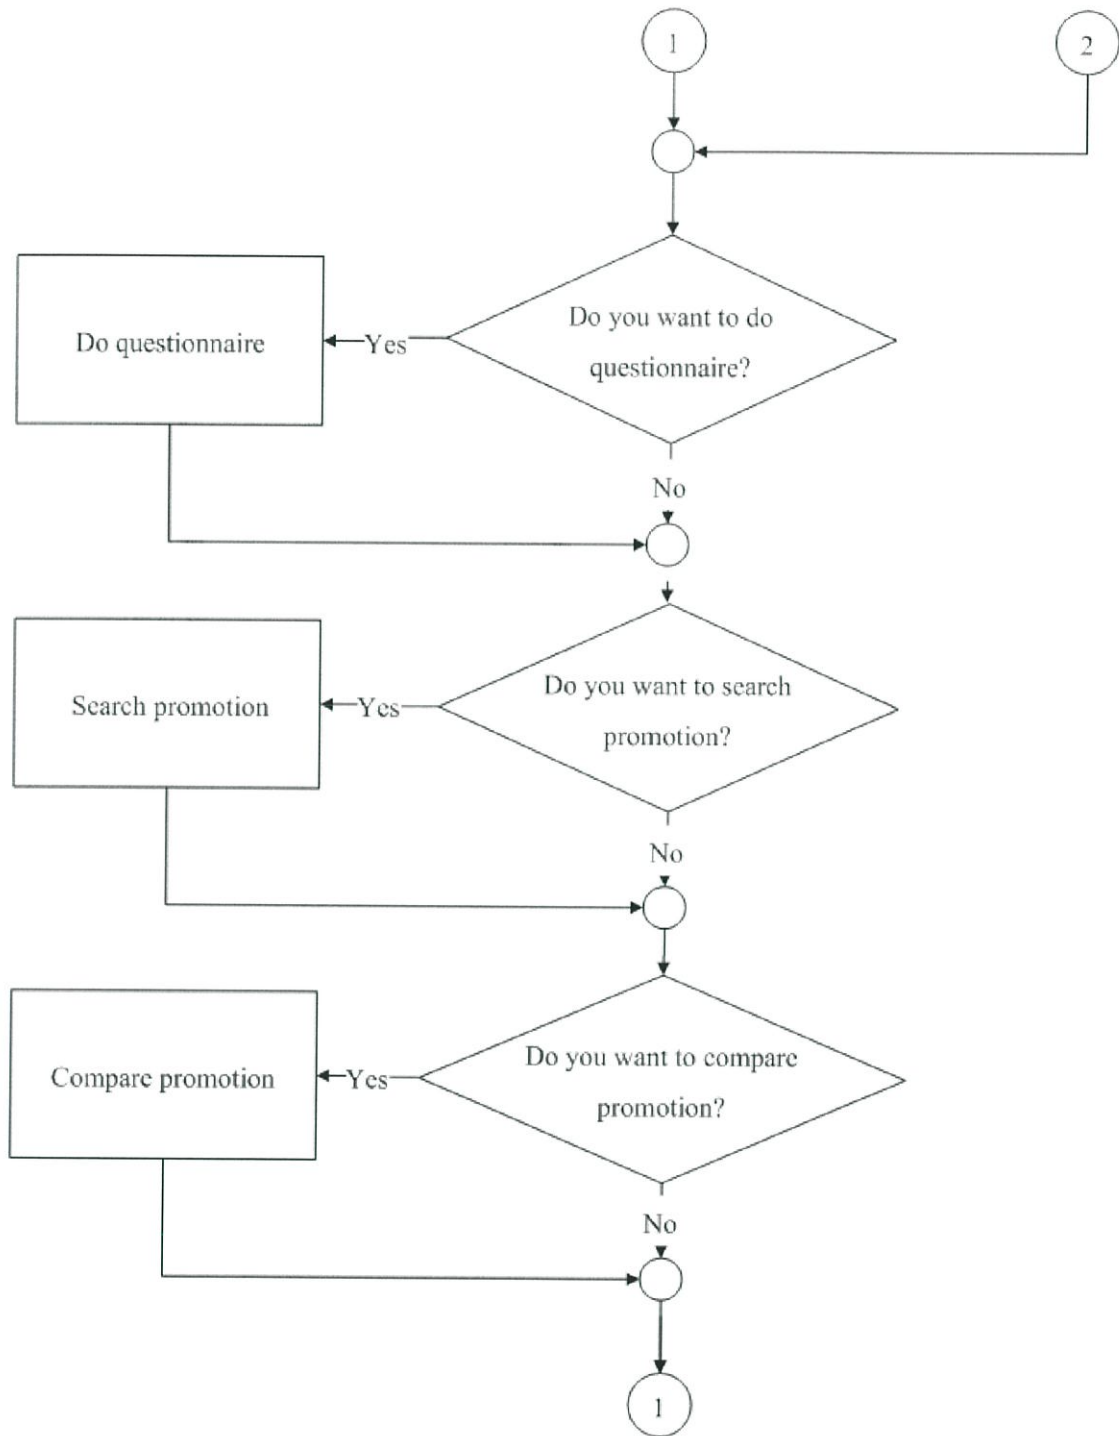 1
2
Do you want to do
questionnaire?
Yes
Do questionnaire
No
Do you want to search
promotion?
Yes
Search promotion
No
Do you want to compare
promotion?
Yes
Compare promotion
No
1